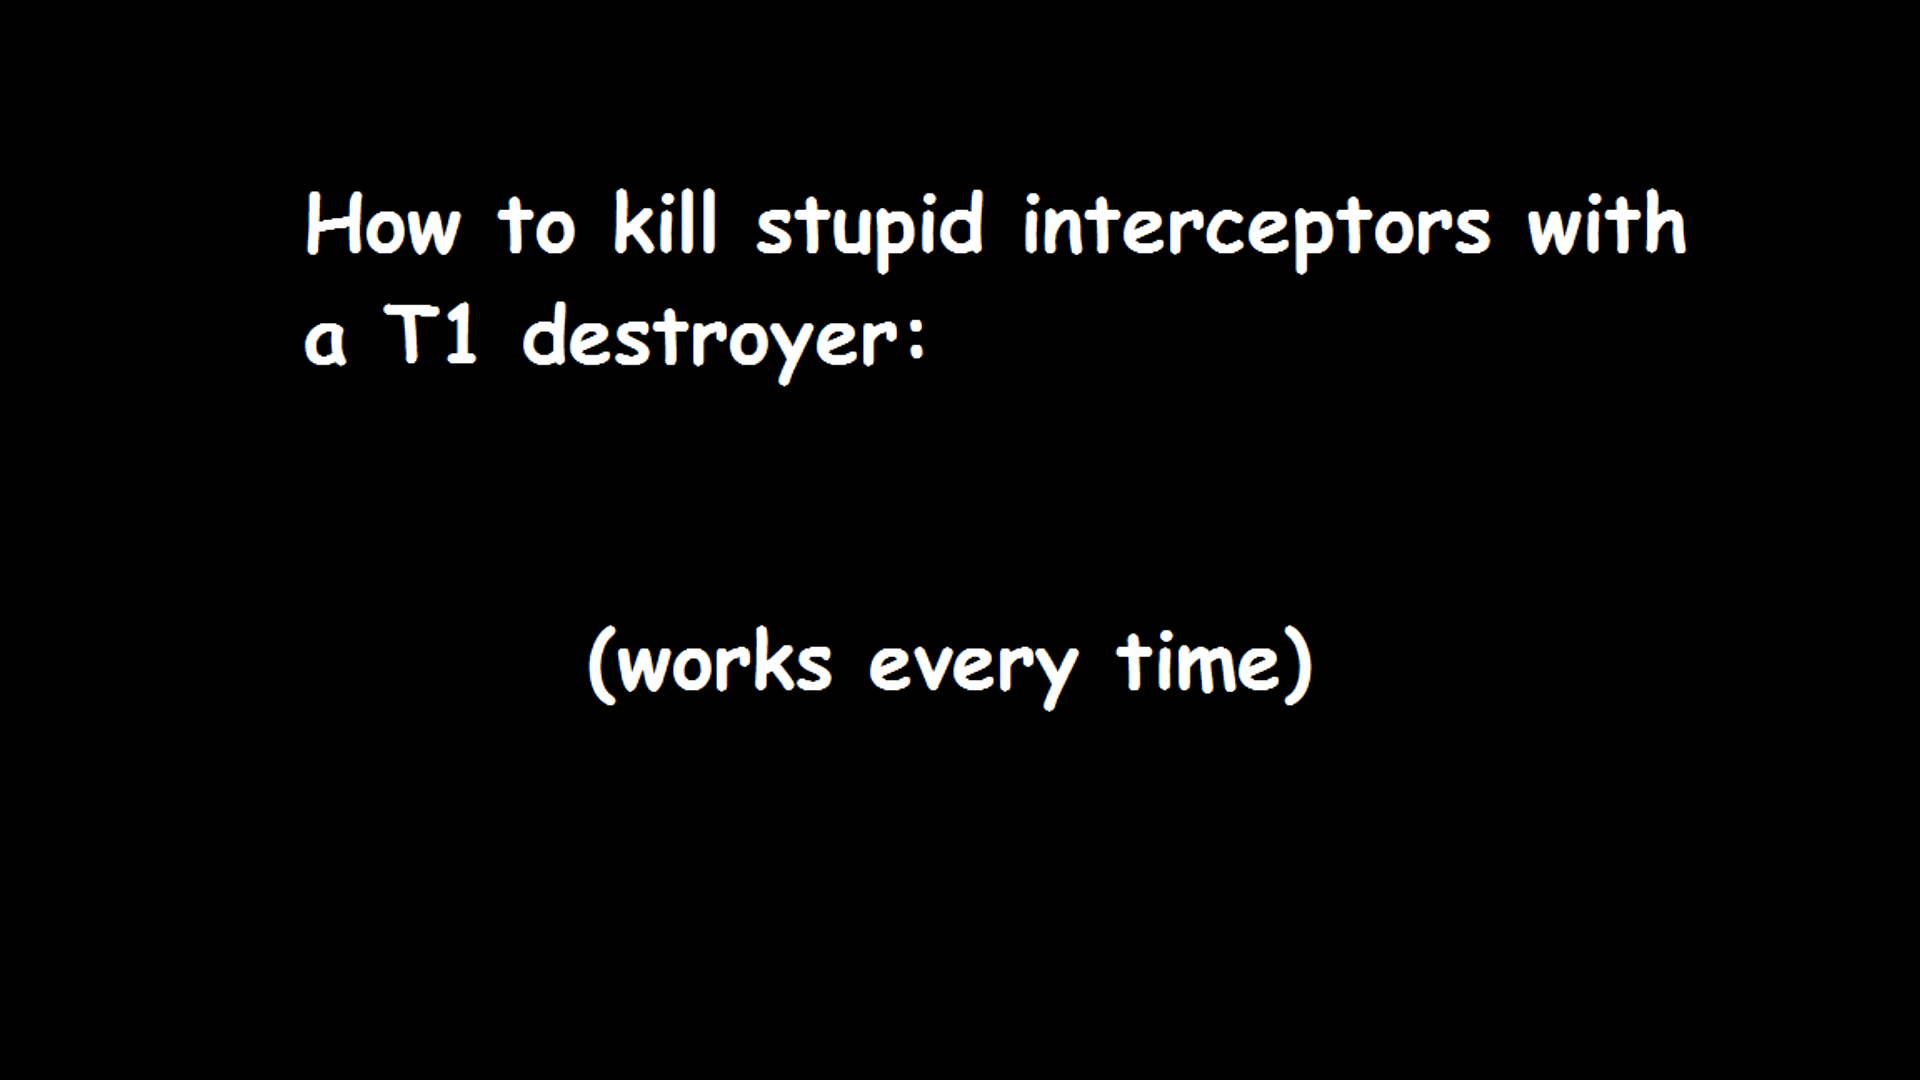 How to kill stupid interceptors with
a T1 destroyer:
(works every time)